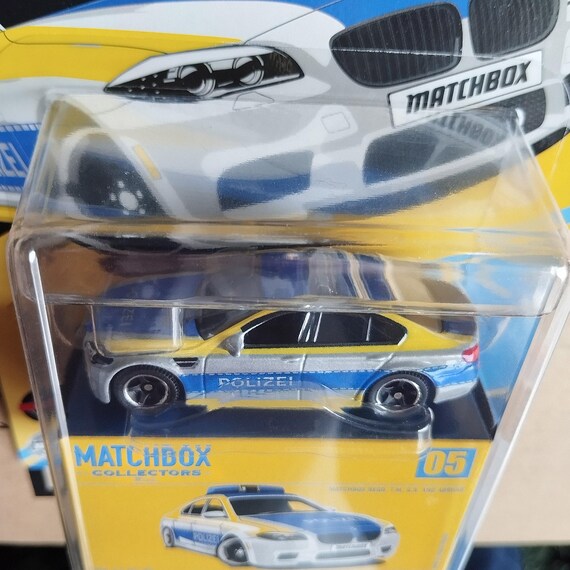 MATCHBOX
POLIZEI
MATCHBOX
COLLECTORS
05
POLIZEI